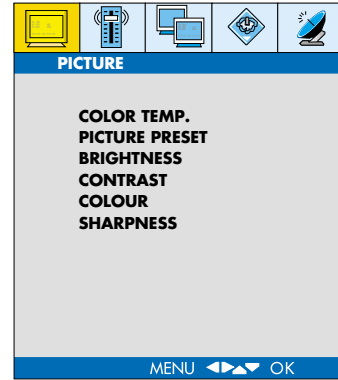 PICTURE
COLOR TEMP.
PICTURE PRESET
BRIGHTNESS
CONTRAST
COLOUR
SHARPNESS
MENU ◀▶▲▼ OK